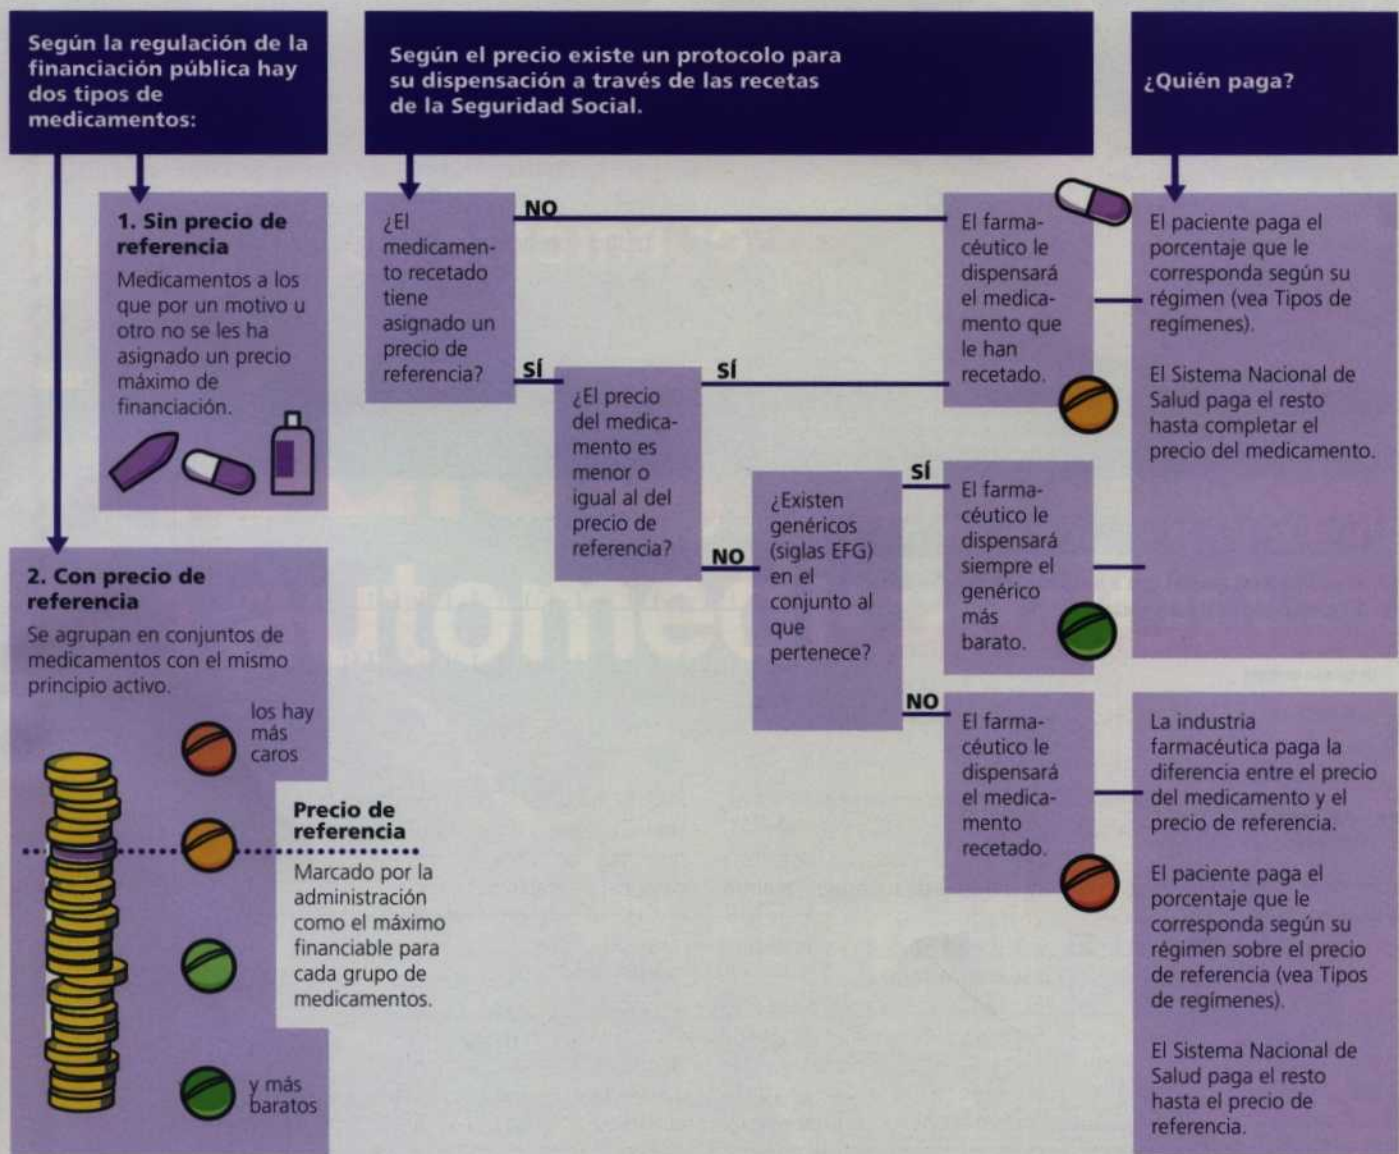 Según la regulación de la
financiación pública hay
dos tipos de
medicamentos:
1. Sin precio de
referencia
Medicamentos a los
que por un motivo u
otro no se les ha
asignado un precio
máximo de
financiación.
2. Con precio de
referencia
Se agrupan en conjuntos de
medicamentos con el mismo
principio activo.
los hay
más
caros
Precio de
referencia
Marcado por la
administración
como el máximo
financiable para
cada grupo de
medicamentos.
y más
baratos
Según el precio existe un protocolo para
su dispensación a través de las recetas
de la Seguridad Social.
¿El
medicamen-
to recetado
tiene
asignado un
precio de
referencia?
NO
SÍ
¿El precio
del medica-
mento es
menor o
igual al del
precio de
referencia?
SÍ
NO
¿Existen
genéricos
(siglas EFG)
en el
conjunto al
que
pertenece?
SÍ
NO
El farma-
céutico le
dispensará
el medica-
mento que
le han
recetado.
El farma-
céutico le
dispensará
siempre el
genérico
más
barato.
El farma-
céutico le
dispensará
el medica-
mento
recetado.
¿Quién paga?
El paciente paga el
porcentaje que le
corresponda según su
régimen (vea Tipos de
regímenes).
El Sistema Nacional de
Salud paga el resto
hasta completar el
precio del medicamento.
La industria
farmacéutica paga la
diferencia entre el precio
del medicamento y el
precio de referencia.
El paciente paga el
porcentaje que le
corresponda según su
régimen sobre el precio
de referencia (vea Tipos
de regímenes).
El Sistema Nacional de
Salud paga el resto
hasta el precio de
referencia.